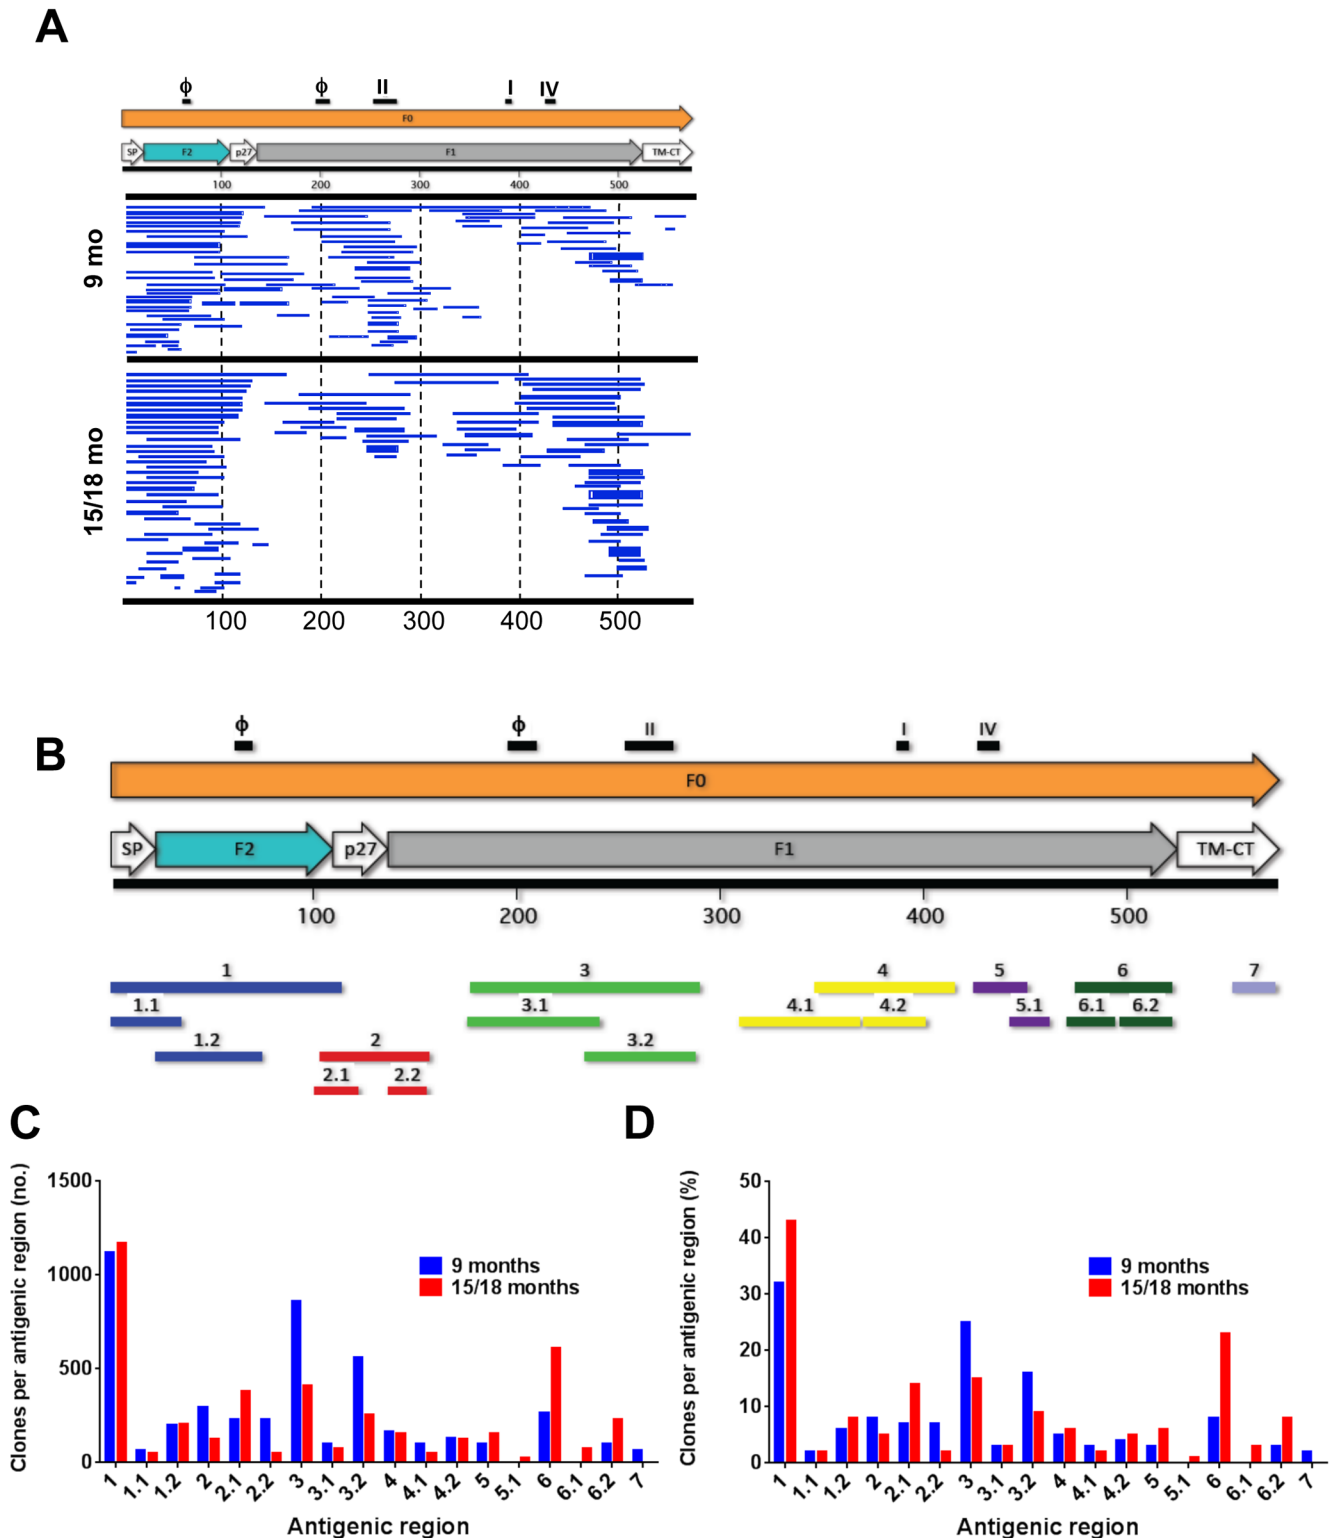 A
ϕ ϕ II I IV
F0
SP F2 p27 F1 TM-CT
100 200 300 400 500
9 mo
15/18 mo
100 200 300 400 500
B
ϕ ϕ II I IV
F0
SP F2 p27 F1 TM-CT
100 200 300 400 500
1 3 4 5 6 7
1.1 3.1 4.1 4.2 5.1 6.1 6.2
1.2 2 3.2
2.1 2.2
C
Clones per antigenic region (no.)
1500
1000
500
0
9 months
15/18 months
1 1.1 1.2 2 2.1 2.2 3 3.1 3.2 4 4.1 4.2 5 5.1 6 6.1 6.2 7
Antigenic region
D
Clones per antigenic region (%)
50
40
30
20
10
0
9 months
15/18 months
1 1.1 1.2 2 2.1 2.2 3 3.1 3.2 4 4.1 4.2 5 5.1 6 6.1 6.2 7
Antigenic region